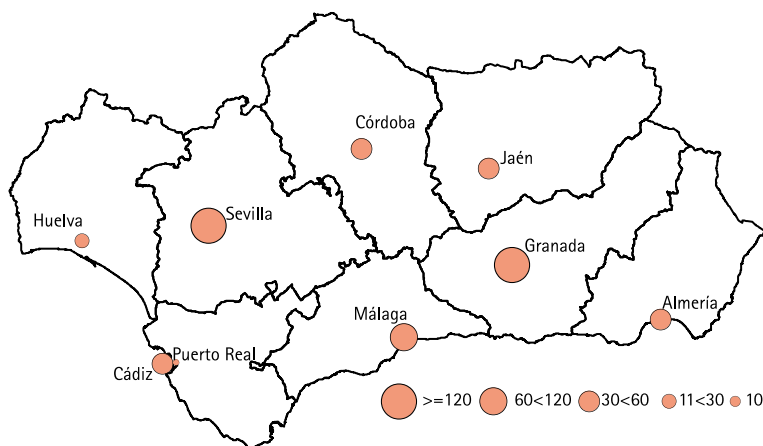 Córdoba
Jaén
Huelva
Sevilla
Granada
Almería
Málaga
Puerto Real
Cádiz
>=120 60<120 30<60 11<30 10